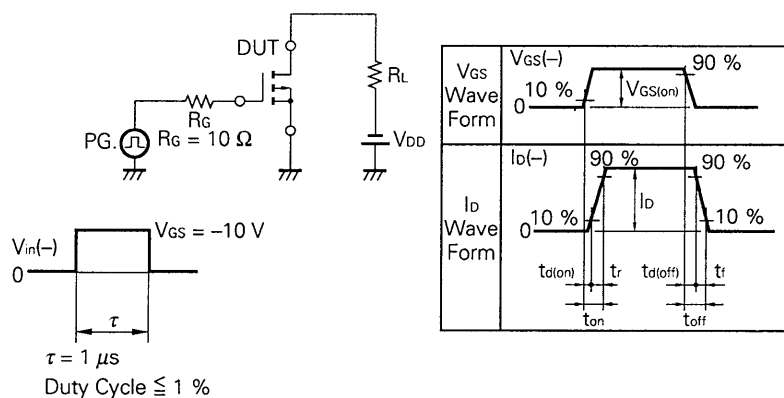 DUT
RL
RG
PG.
RG = 10 Ω
VDD
Vin(–)
0
VGS = –10 V
τ
τ = 1 μs
Duty Cycle ≦ 1 %
VGS
Wave
Form
VGS(–)
10 %
0
VGS(on)
90 %
ID
Wave
Form
ID(–)
90 %
90 %
10 %
0
ID
10 %
td(on)
tr
td(off)
tf
ton
toff